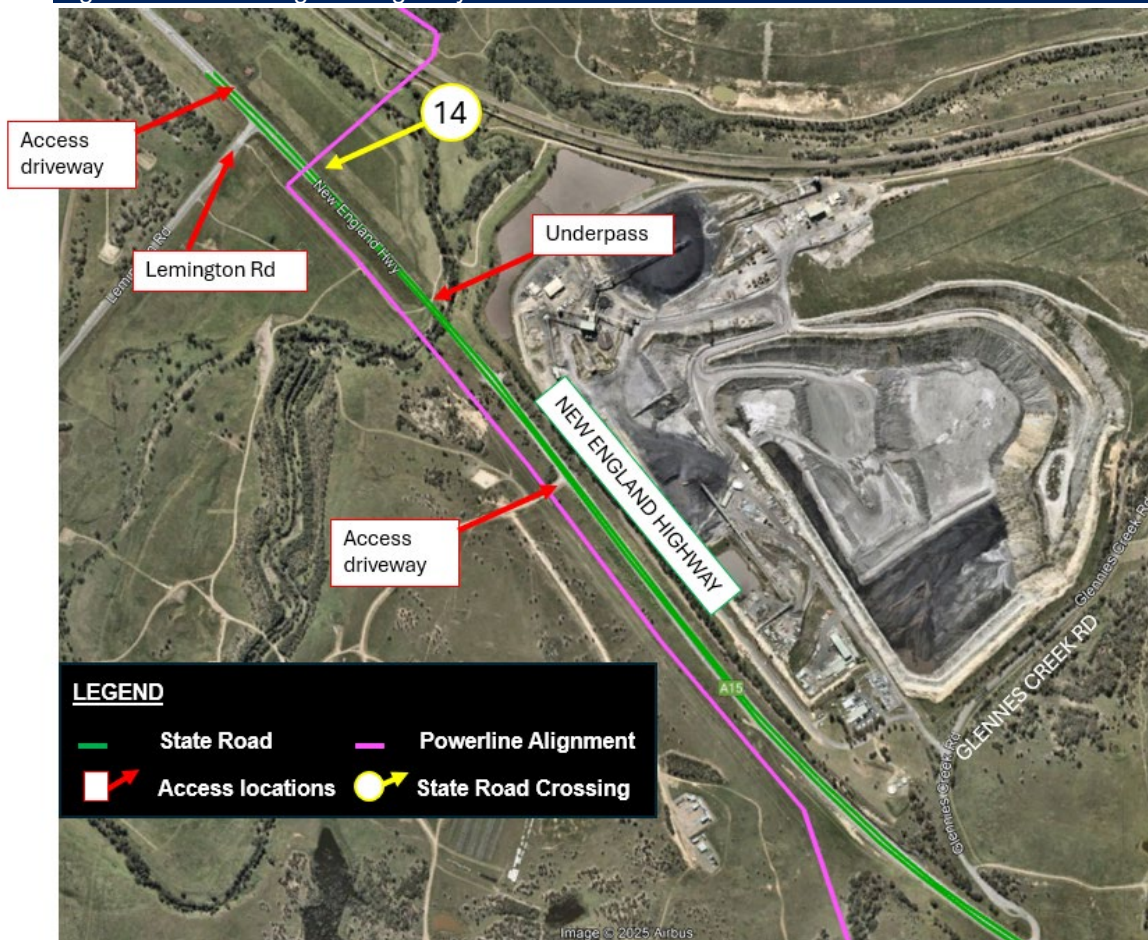 Access
driveway
14
New England Hwy
Underpass
Lemington Rd
Lemington Rd
NEW ENGLAND HIGHWAY
Access
driveway
Glennies Creek Rd
GLENNES CREEK RD
Glennies Creek Rd
A15
LEGEND
State Road
Powerline Alignment
Access locations
State Road Crossing
Image © 2025 Airbus